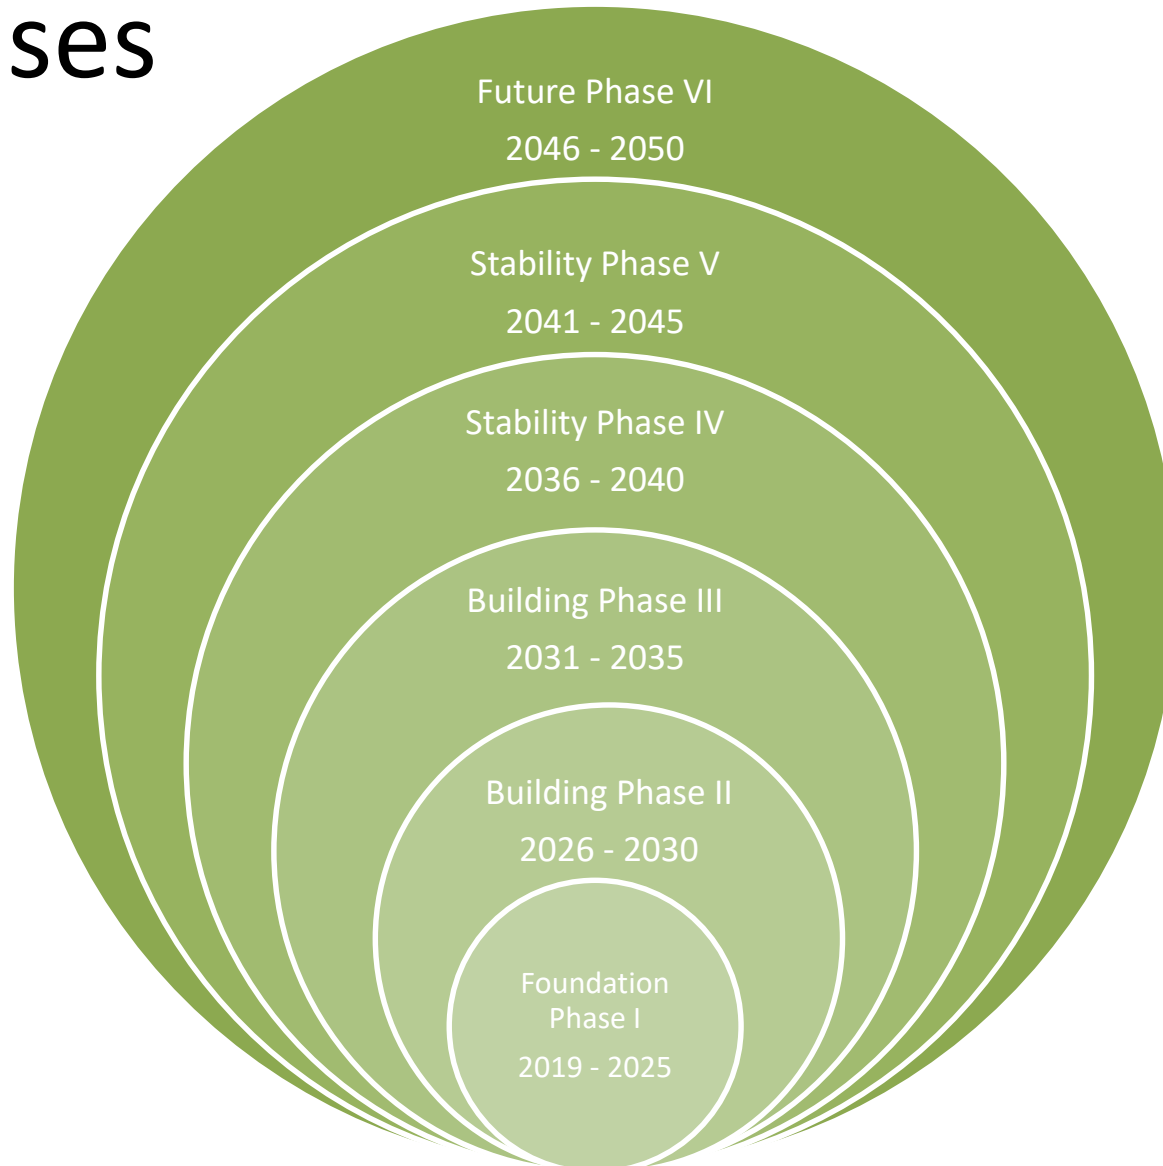 ses
Future Phase VI
2046 - 2050
Stability Phase V
2041 - 2045
Stability Phase IV
2036 - 2040
Building Phase III
2031 - 2035
Building Phase II
2026 - 2030
Foundation
Phase I
2019 - 2025